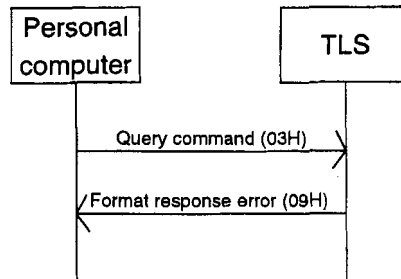 Personal
computer
TLS
Query command (03H)
Format response error (09H)